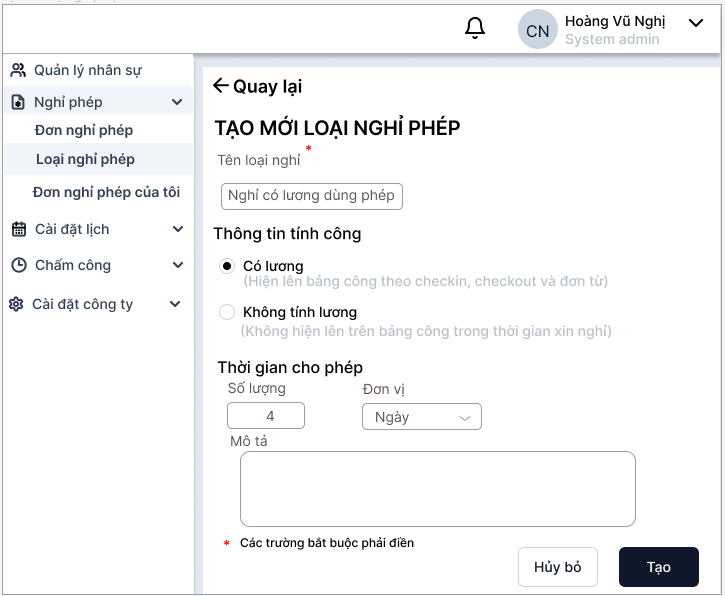 Hoàng Vũ Nghị
CN
System admin
Quản lý nhân sự
Nghỉ phép
Đơn nghỉ phép
Loại nghỉ phép
Đơn nghỉ phép của tôi
Cài đặt lịch
Chấm công
Cài đặt công ty
Quay lại
TẠO MỚI LOẠI NGHỈ PHÉP
Tên loại nghỉ *
Nghỉ có lương dùng phép
Thông tin tính công
Có lương
(Hiện lên bảng công theo checkin, checkout và đơn từ)
Không tính lương
(Không hiện lên trên bảng công trong thời gian xin nghỉ)
Thời gian cho phép
Số lượng
Đơn vị
4
Ngày
Mô tả
* Các trường bắt buộc phải điền
Hủy bỏ
Tạo